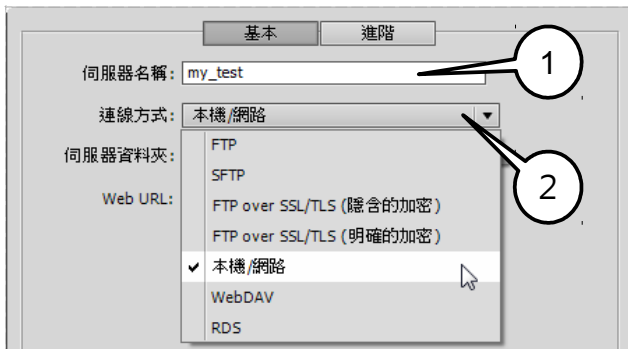 基本 進階
伺服器名稱: my_test
1
連線方式: 本機/網路
伺服器資料夾:
FTP
SFTP
2
Web URL:
FTP over SSL/TLS (隱含的加密)
FTP over SSL/TLS (明確的加密)
本機/網路
WebDAV
RDS